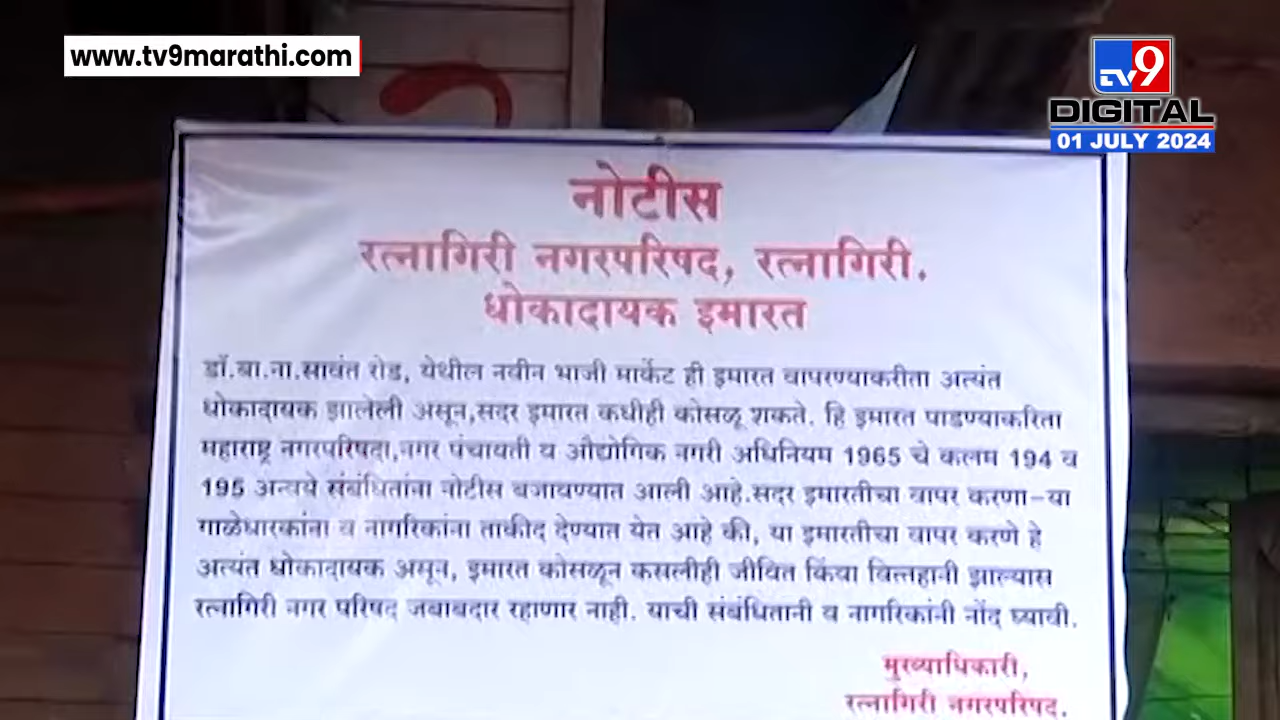 www.tv9marathi.com
TV9
DIGITAL
01 JULY 2024
नोटीस
रत्नागिरी नगरपरिषद, रत्नागिरी.
धोकादायक इमारत
डॉ.बा.ना.सावंत रोड, येथील नवीन भाजी मार्केट ही इमारत वापरण्याकरीता अत्यंत
धोकादायक झालेली असून,सदर इमारत कधीही कोसळू शकते. हि इमारत पाडण्याकरिता
महाराष्ट्र नगरपरिषदा,नगर पंचायती व औद्योगिक नगरी अधिनियम 1965 चे कलम 194 व
195 अन्वये संबंधितांना नोटीस बजावण्यात आली आहे.सदर इमारतीचा वापर करणा-या
गाळेधारकांना व नागरिकांना ताकीद देण्यात येत आहे की, या इमारतीचा वापर करणे हे
अत्यंत धोकादायक असून, इमारत कोसळून कसलीही जीवित किंवा वित्तहानी झाल्यास
रत्नागिरी नगर परिषद जबाबदार रहाणार नाही. याची संबंधितानी व नागरिकांनी नोंद घ्यावी.
मुख्याधिकारी,
रत्नागिरी नगरपरिषद.